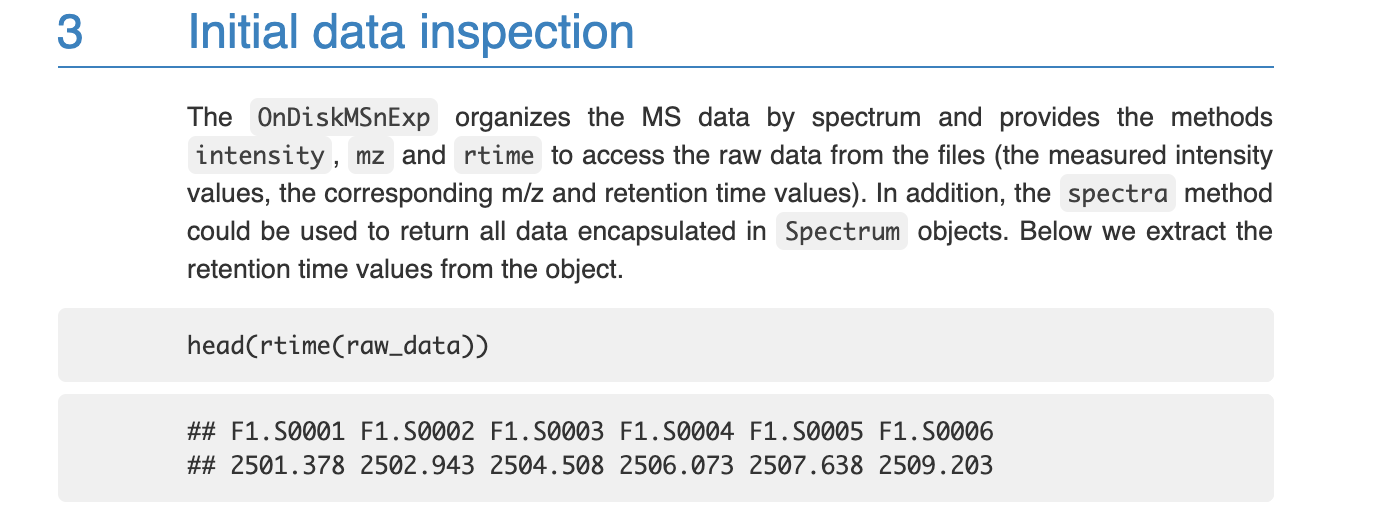 3 Initial data inspection
The OnDiskMSnExp organizes the MS data by spectrum and provides the methods
intensity, mz and rtime to access the raw data from the files (the measured intensity
values, the corresponding m/z and retention time values). In addition, the spectra method
could be used to return all data encapsulated in Spectrum objects. Below we extract the
retention time values from the object.
head(rtime(raw_data))
## F1.S0001 F1.S0002 F1.S0003 F1.S0004 F1.S0005 F1.S0006
## 2501.378 2502.943 2504.508 2506.073 2507.638 2509.203